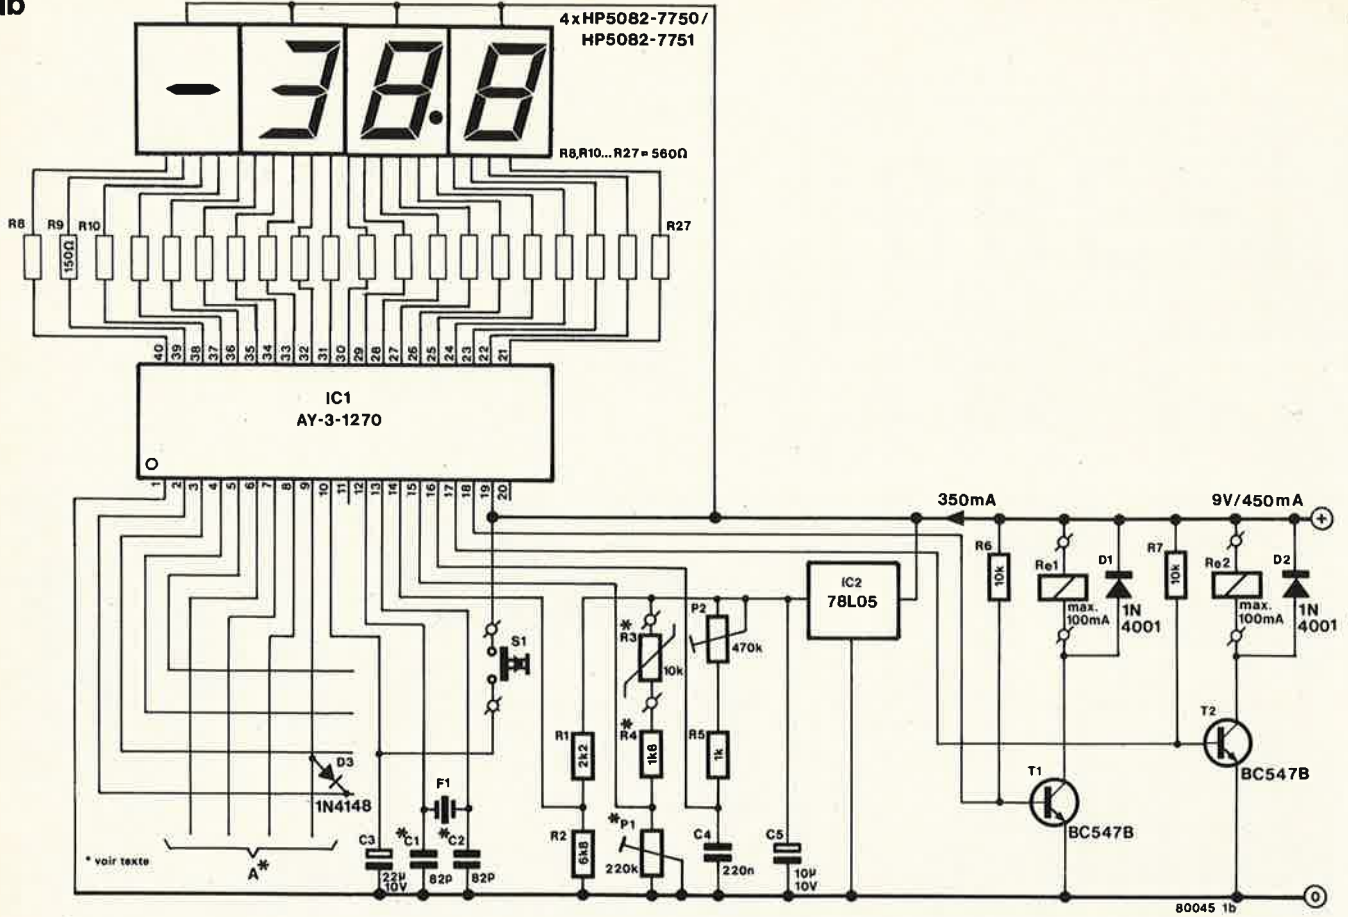 1b
4xHP5082-7750/
HP5082-7751
- 3 8.8
R8,R10...R27=560Ω
R8 R9 R10 R27
150Ω
40 39 38 37 36 35 34 33 32 31 30 29 28 27 26 25 24 23 22 21
IC1
AY-3-1270
1 2 3 4 5 6 7 8 9 10 11 12 13 14 15 16 17 18 19 20
350mA 9V/450mA +
R6 10k
Re1
max.
100mA
D1
1N
4001
R7 10k
Re2
max.
100mA
D2
1N
4001
IC2
78L05
P2
470k
*
R3
10k
S1
*
R4 1k8
R5 1k
R1 2k2
T2
BC547B
T1
BC547B
D3
1N4148
F1
R2 6k8
*
P1
220k
C4
220n
C5
10µ
10V
C3
22µ
10V
*
C1
82p
*
C2
82p
* voir texte
A*
0
80045 1b